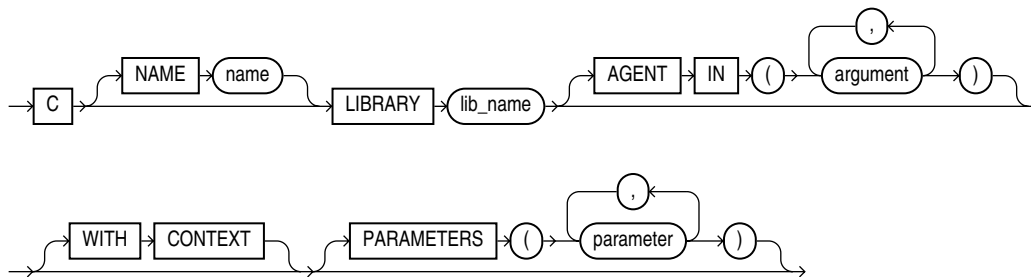 C NAME name LIBRARY lib_name AGENT IN ( argument , )
WITH CONTEXT PARAMETERS ( parameter , )